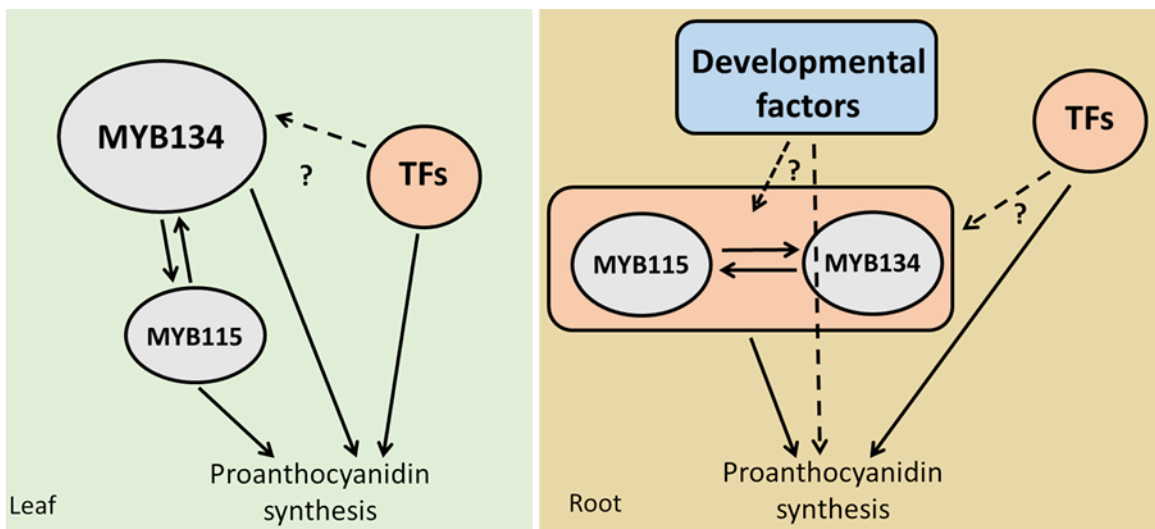 MYB134
TFs
?
MYB115
Proanthocyanidin
synthesis
Leaf
Developmental
factors
TFs
?
?
MYB115
MYB134
Proanthocyanidin
synthesis
Root